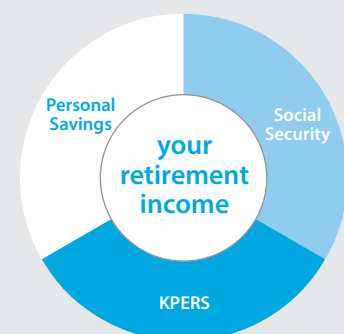 Personal
Savings
Social
Security
your
retirement
income
KPERS